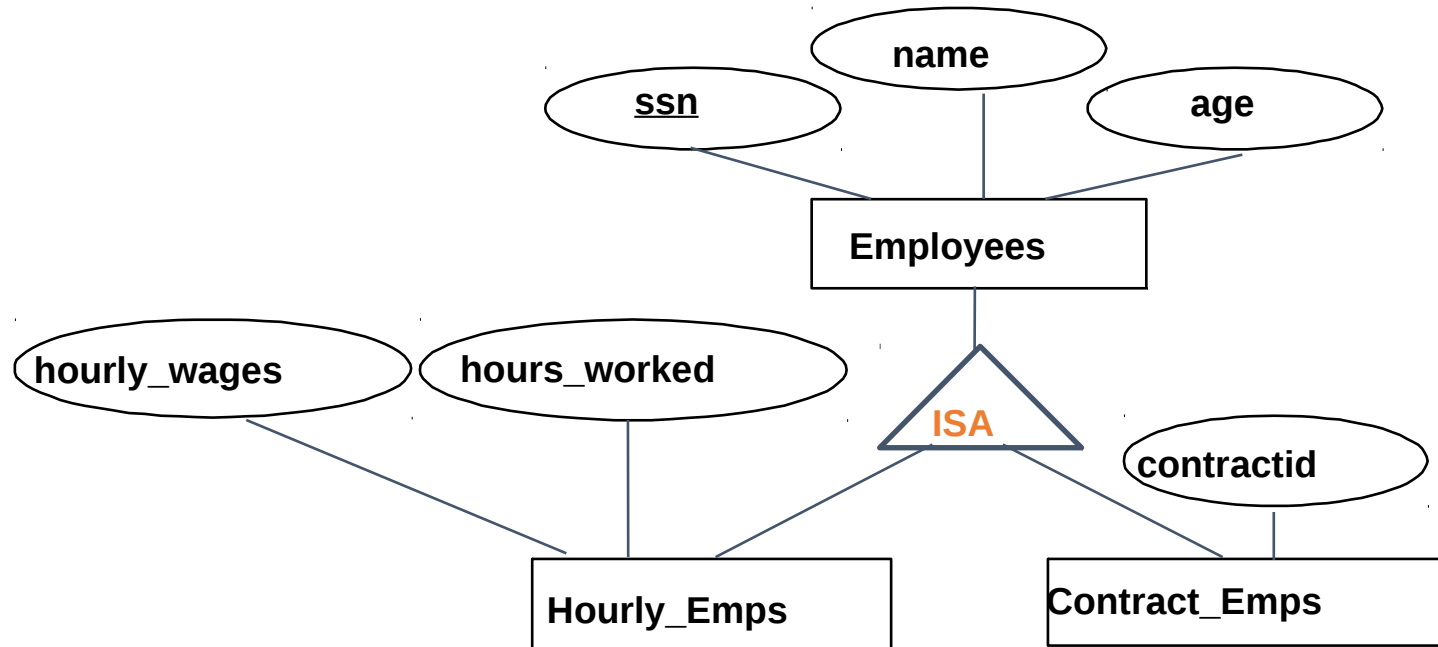 name
ssn
age
Employees
hourly_wages
hours_worked
ISA
contractid
Hourly_Emps
Contract_Emps